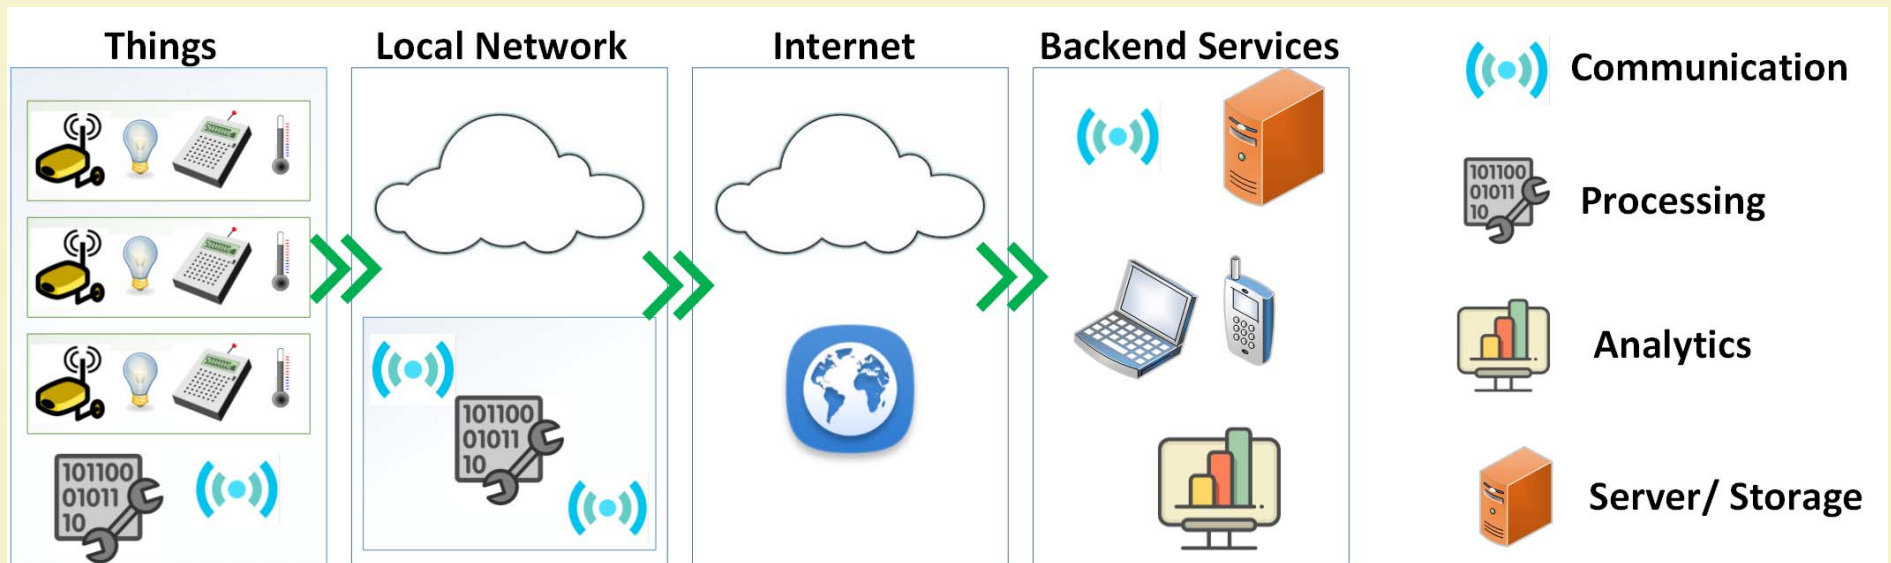 Things
Local Network
Internet
Backend Services
Communication
Processing
Analytics
Server/ Storage
101100
01011
10
101100
01011
10
101100
01011
10